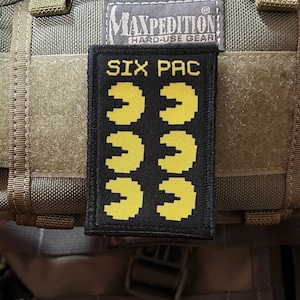 MAXPEDITION®
HARD-USE GEAR
SIX PAC